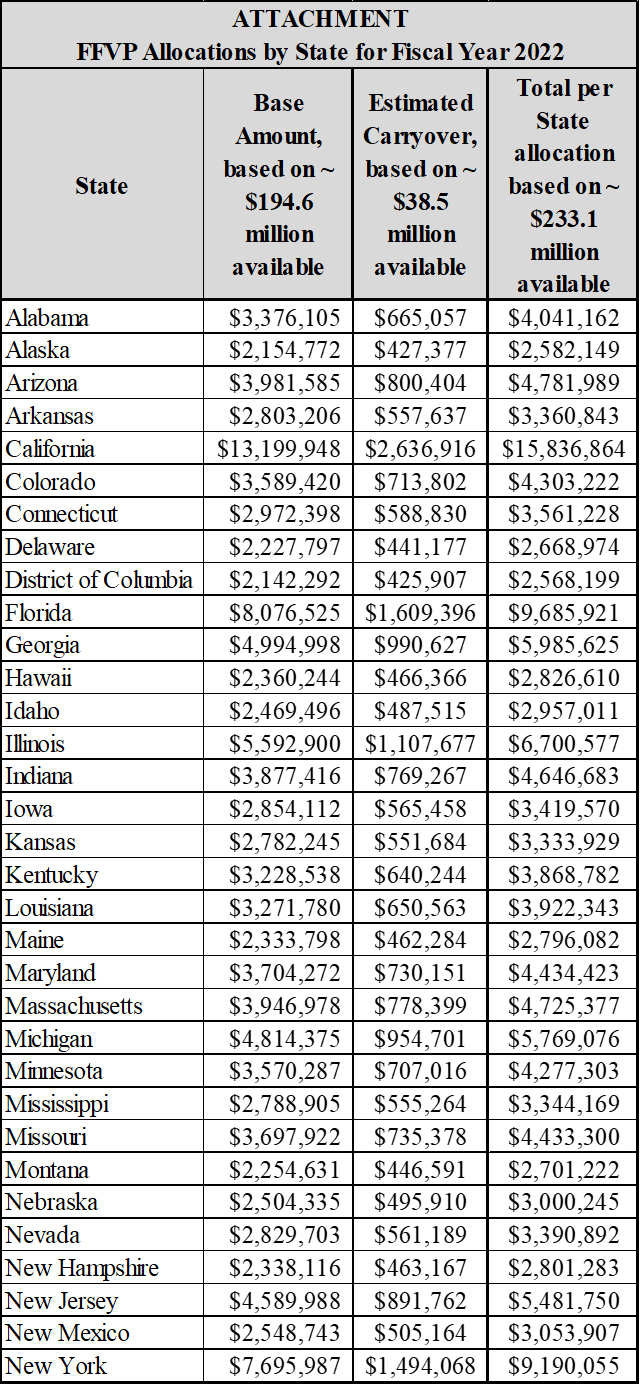 ATTACHMENT
FFVP Allocations by State for Fiscal Year 2022
State
Base
Amount,
based on ~
$194.6
million
available
Estimated
Carryover,
based on ~
$38.5
million
available
Total per
State
allocation
based on ~
$233.1
million
available
Alabama $3,376,105 $665,057 $4,041,162
Alaska $2,154,772 $427,377 $2,582,149
Arizona $3,981,585 $800,404 $4,781,989
Arkansas $2,803,206 $557,637 $3,360,843
California $13,199,948 $2,636,916 $15,836,864
Colorado $3,589,420 $713,802 $4,303,222
Connecticut $2,972,398 $588,830 $3,561,228
Delaware $2,227,797 $441,177 $2,668,974
District of Columbia $2,142,292 $425,907 $2,568,199
Florida $8,076,525 $1,609,396 $9,685,921
Georgia $4,994,998 $990,627 $5,985,625
Hawaii $2,360,244 $466,366 $2,826,610
Idaho $2,469,496 $487,515 $2,957,011
Illinois $5,592,900 $1,107,677 $6,700,577
Indiana $3,877,416 $769,267 $4,646,683
Iowa $2,854,112 $565,458 $3,419,570
Kansas $2,782,245 $551,684 $3,333,929
Kentucky $3,228,538 $640,244 $3,868,782
Louisiana $3,271,780 $650,563 $3,922,343
Maine $2,333,798 $462,284 $2,796,082
Maryland $3,704,272 $730,151 $4,434,423
Massachusetts $3,946,978 $778,399 $4,725,377
Michigan $4,814,375 $954,701 $5,769,076
Minnesota $3,570,287 $707,016 $4,277,303
Mississippi $2,788,905 $555,264 $3,344,169
Missouri $3,697,922 $735,378 $4,433,300
Montana $2,254,631 $446,591 $2,701,222
Nebraska $2,504,335 $495,910 $3,000,245
Nevada $2,829,703 $561,189 $3,390,892
New Hampshire $2,338,116 $463,167 $2,801,283
New Jersey $4,589,988 $891,762 $5,481,750
New Mexico $2,548,743 $505,164 $3,053,907
New York $7,695,987 $1,494,068 $9,190,055